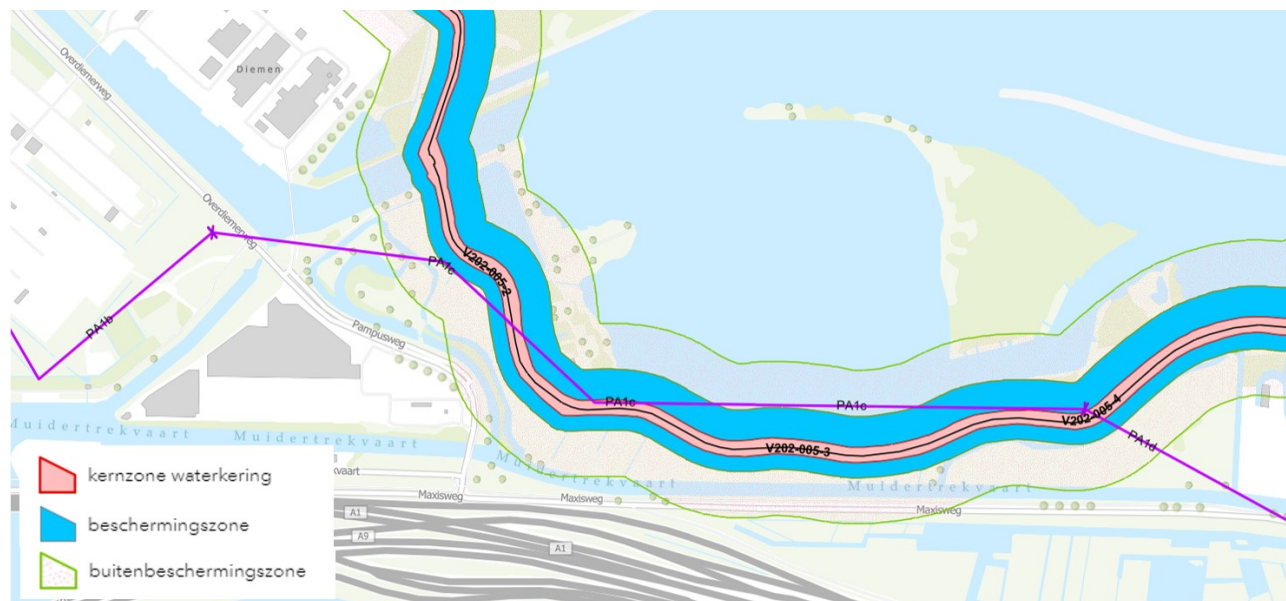 Overdiemerweg
Diemen
Overdiemerweg
PA1c
V202-005-2
PA1b
Pampusweg
PA1c
PA1c
V202-005-4
PA1d
Muidertrekvaart
Muidertrekvaart
V202-005-3
Muidertrekvaart
Muidertrekvaart
kvaart
Maxisweg
Maxisweg
Maxisweg
A1
A9
A1
kernzone waterkering
beschermingszone
buitenbeschermingszone